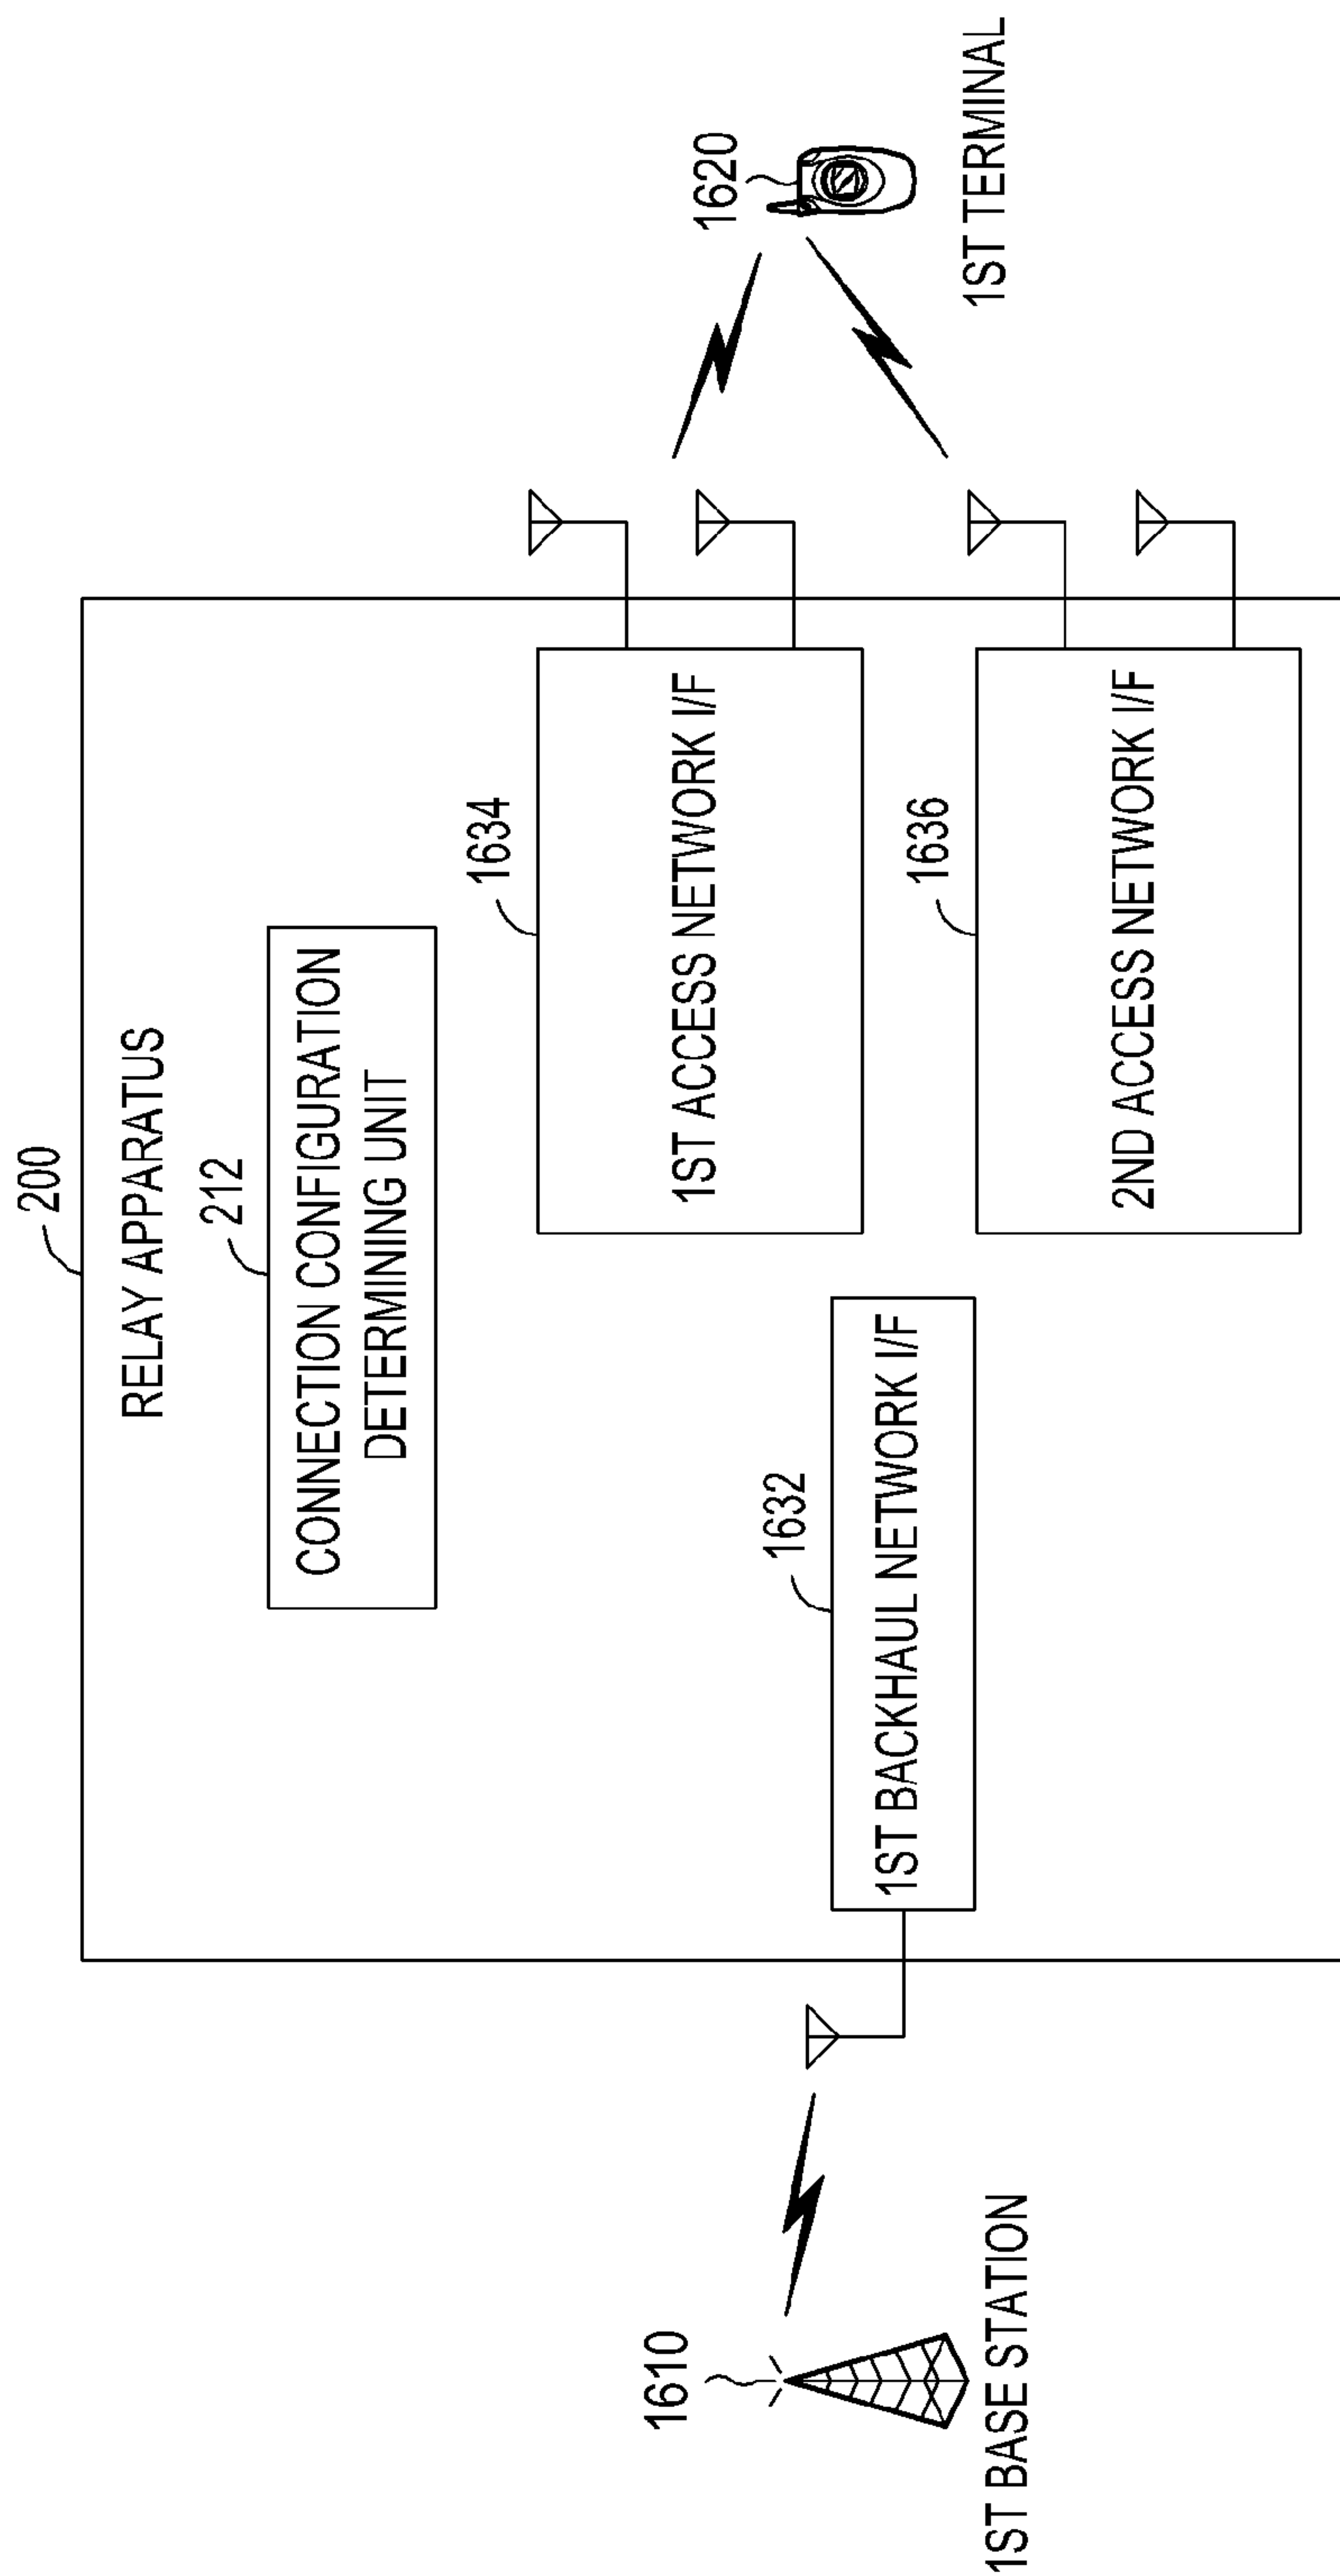 200
RELAY APPARATUS
212
CONNECTION CONFIGURATION
DETERMINING UNIT
1634
1ST ACCESS NETWORK I/F
1620
1ST TERMINAL
1610
1ST BASE STATION
1632
1ST BACKHAUL NETWORK I/F
1636
2ND ACCESS NETWORK I/F